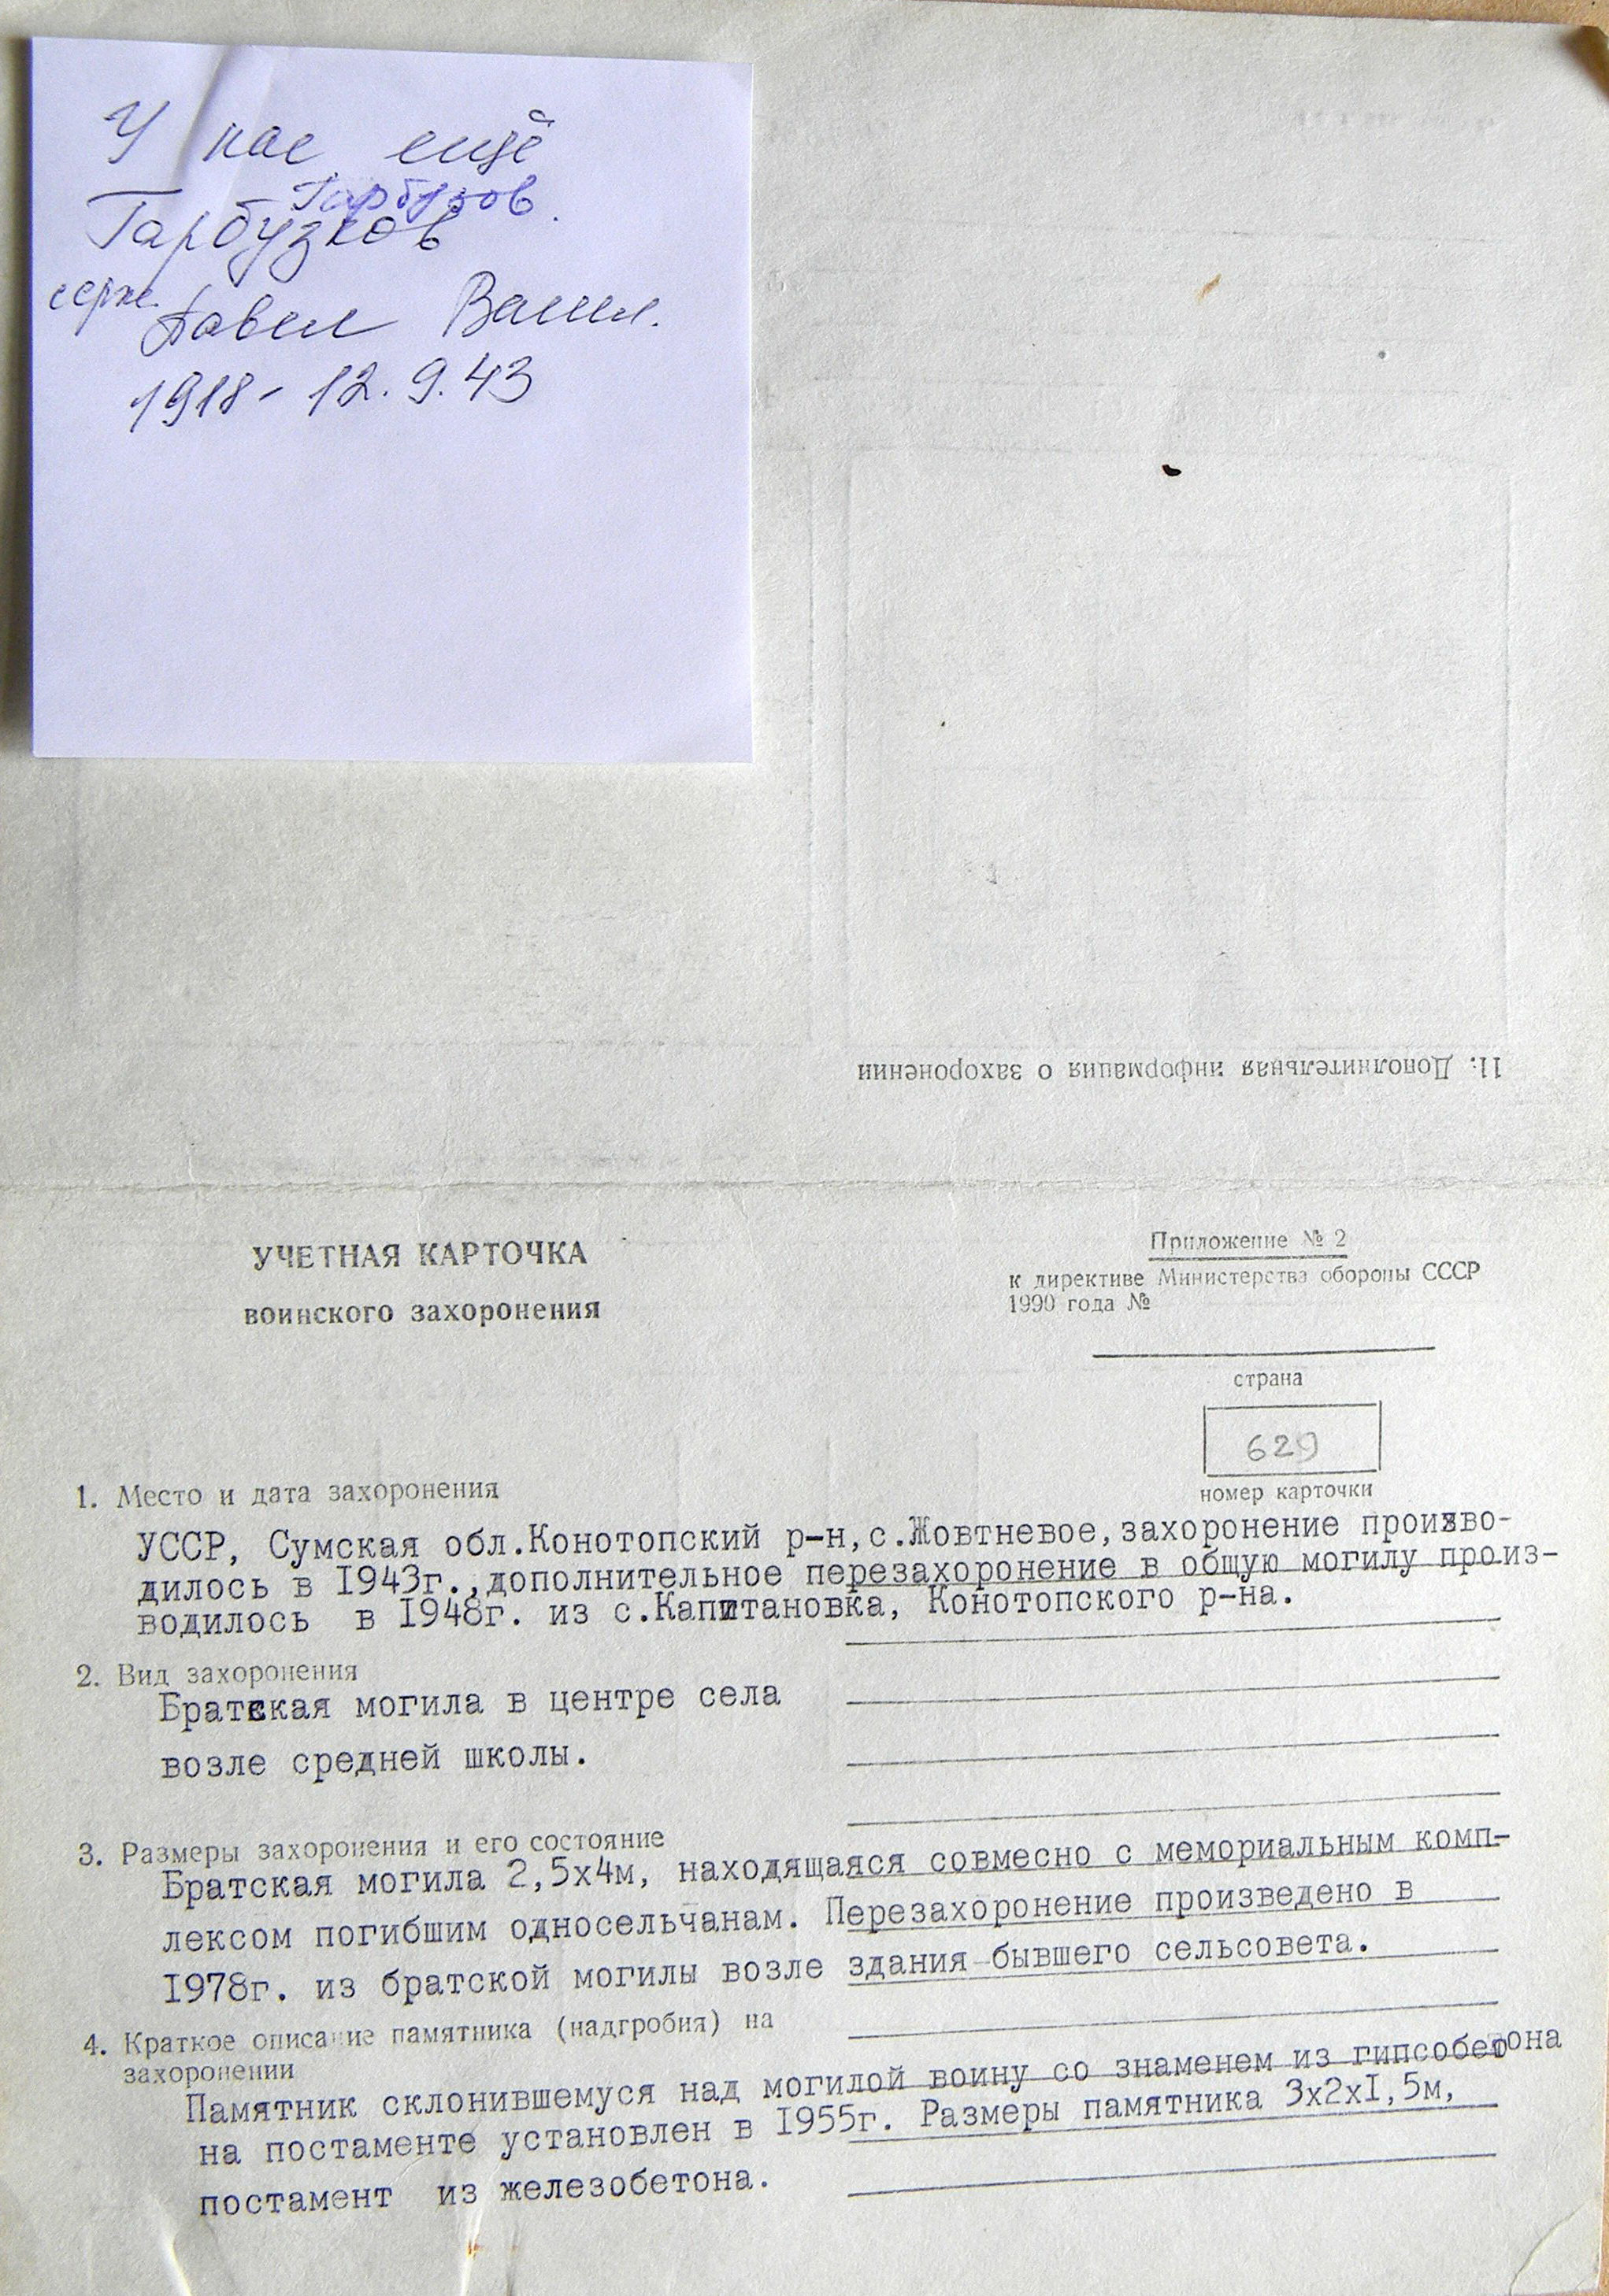 У нас ещё
Гарбузов.
Гарбузков
серж. Павел Васил.
1918 - 12.9.43
11. Дополнительная информация о захоронении
УЧЕТНАЯ КАРТОЧКА
воинского захоронения
Приложение № 2
к директиве Министерства обороны СССР
1990 года №
страна
629
номер карточки
1. Место и дата захоронения
УССР, Сумская обл.Конотопский р-н,с.Жовтневое,захоронение произво-
дилось в 1943г.,дополнительное перезахоронение в общую могилу произ-
водилось в 1948г. из с.Капитановка, Конотопского р-на.
2. Вид захоронения
Братская могила в центре села
возле средней школы.
3. Размеры захоронения и его состояние
Братская могила 2,5х4м, находящаяся совмесно с мемориальным комп-
лексом погибшим односельчанам. Перезахоронение произведено в
1978г. из братской могилы возле здания бывшего сельсовета.
4. Краткое описание памятника (надгробия) на
захоронении
Памятник склонившемуся над могилой воину со знаменем из гипсобетона
на постаменте установлен в 1955г. Размеры памятника 3х2х1,5м,
постамент из железобетона.